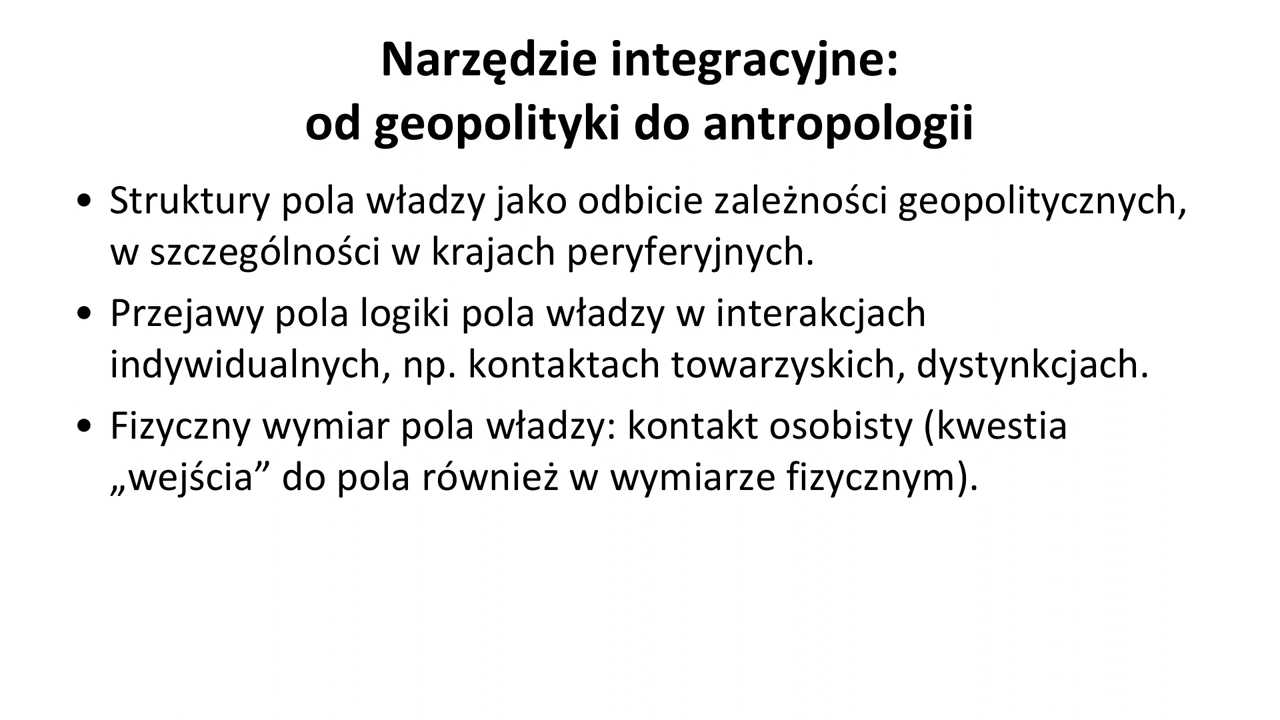 Narzędzie integracyjne:
od geopolityki do antropologii
• Struktury pola władzy jako odbicie zależności geopolitycznych,
w szczególności w krajach peryferyjnych.
• Przejawy pola logiki pola władzy w interakcjach
indywidualnych, np. kontaktach towarzyskich, dystynkcjach.
• Fizyczny wymiar pola władzy: kontakt osobisty (kwestia
„wejścia” do pola również w wymiarze fizycznym).